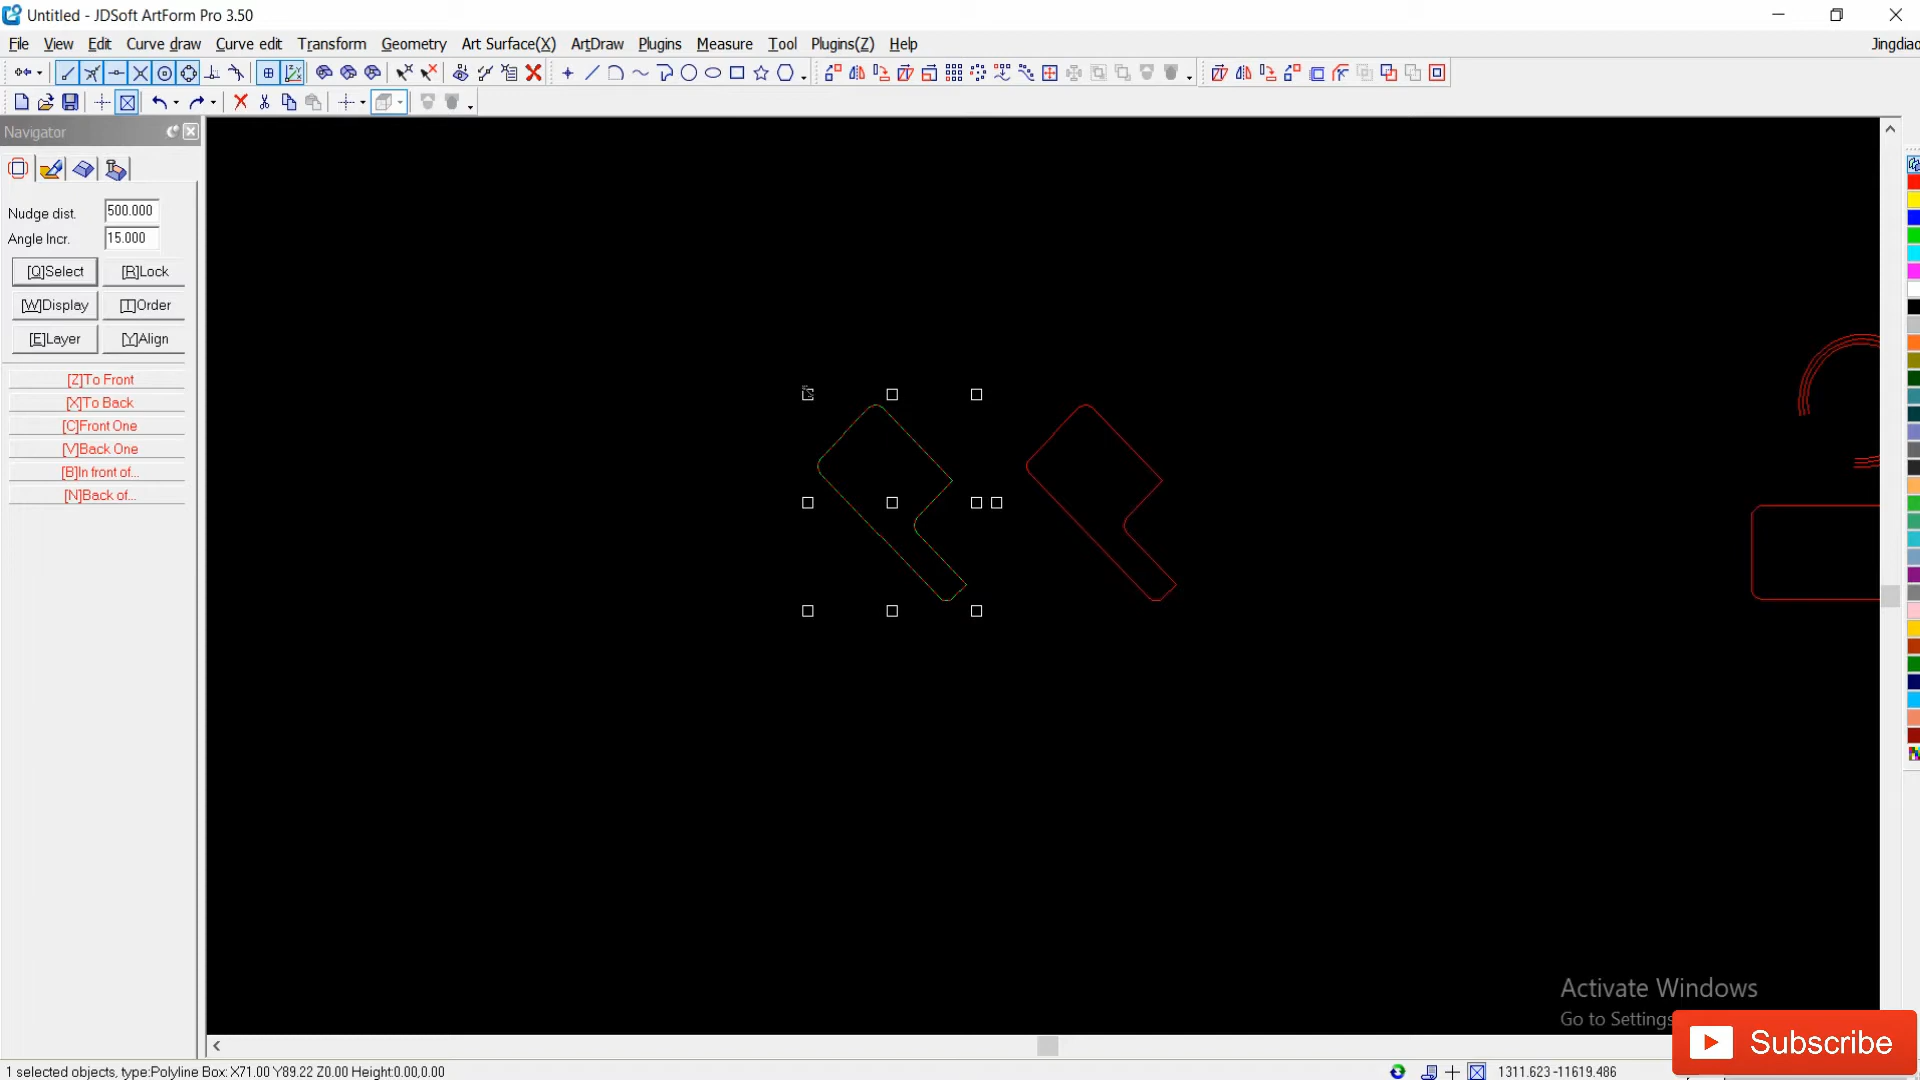 Untitled - JDSoft ArtForm Pro 3.50
File View Edit Curve draw Curve edit Transform Geometry Art Surface(X) ArtDraw Plugins Measure Tool Plugins(Z) Help Jingdiao
Navigator
Nudge dist. 500.000
Angle Incr. 15.000
[Q]Select [R]Lock
[W]Display [T]Order
[E]Layer [Y]Align
[Z]To Front
[X]To Back
[C]Front One
[V]Back One
[B]In front of...
[N]Back of...
Activate Windows
Go to Settings
Subscribe
1 selected objects, type:Polyline Box: X71.00 Y89.22 Z0.00 Height:0.00,0.00 1311.623 -11619.486